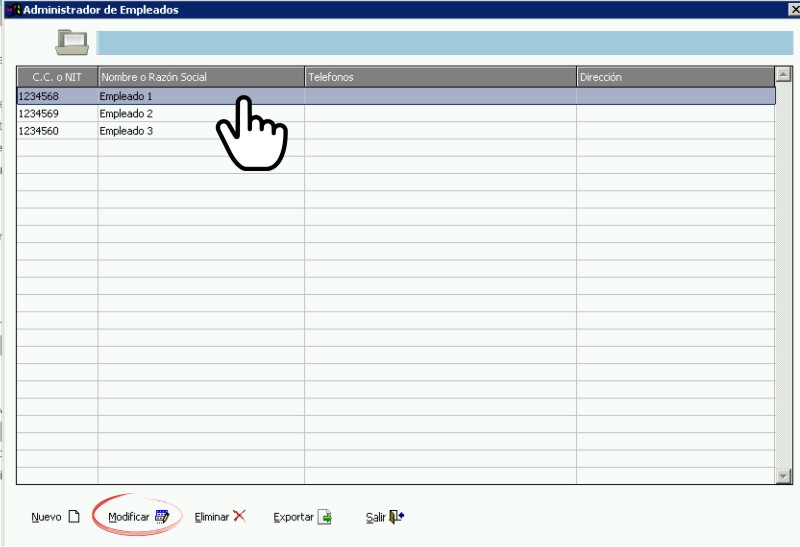 Administrador de Empleados
C.C. o NIT Nombre o Razón Social Telefonos Dirección
1234568 Empleado 1
1234569 Empleado 2
1234560 Empleado 3
Nuevo Modificar Eliminar Exportar Salir